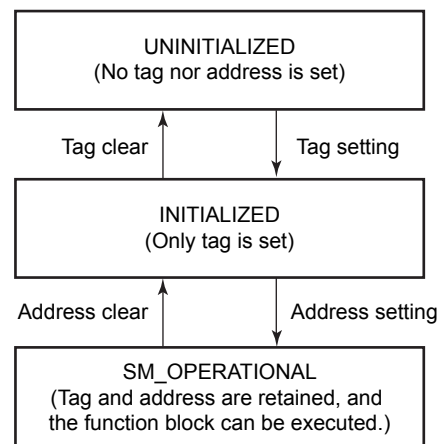 UNINITIALIZED
(No tag nor address is set)
Tag clear
Tag setting
INITIALIZED
(Only tag is set)
Address clear
Address setting
SM_OPERATIONAL
(Tag and address are retained, and
the function block can be executed.)